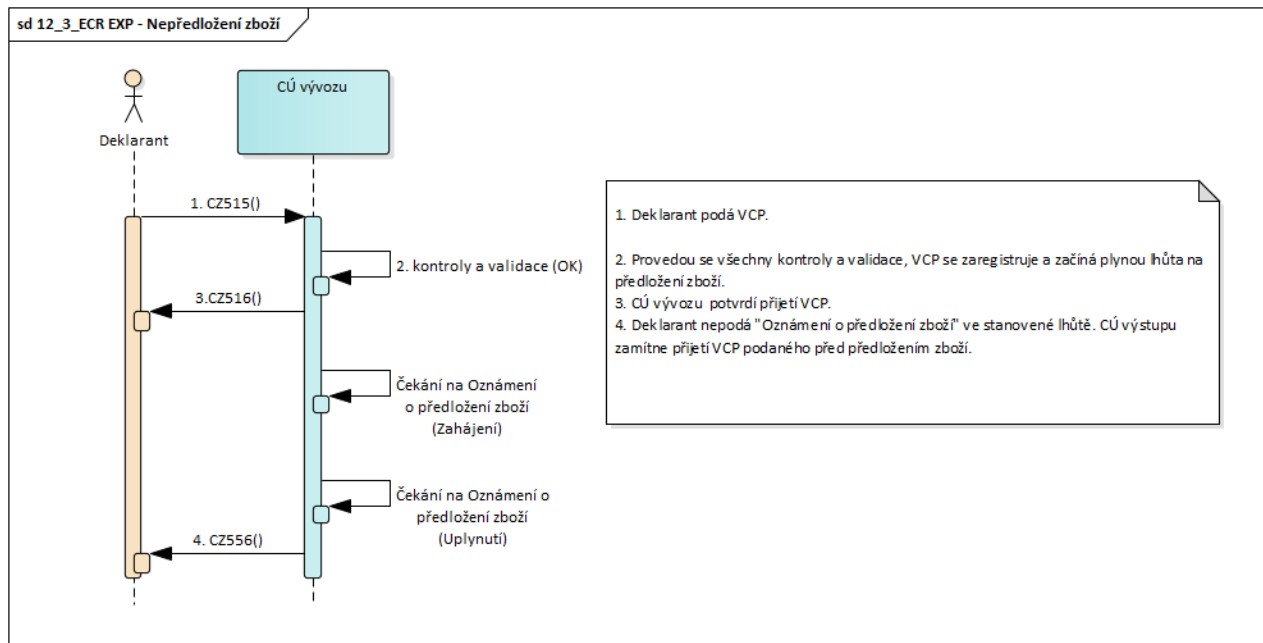 sd 12_3_ECR EXP - Nepředložení zboží
CÚ vývozu
Deklarant
1. CZ515()
2. kontroly a validace (OK)
3.CZ516()
Čekání na Oznámení
o předložení zboží
(Zahájení)
Čekání na Oznámení o
předložení zboží
(Uplynutí)
4. CZ556()
1. Deklarant podá VCP.
2. Provedou se všechny kontroly a validace, VCP se zaregistruje a začíná plynou lhůta na
předložení zboží.
3. CÚ vývozu potvrdí přijetí VCP.
4. Deklarant nepodá "Oznámení o předložení zboží" ve stanovené lhůtě. CÚ výstupu
zamítne přijetí VCP podaného před předložením zboží.